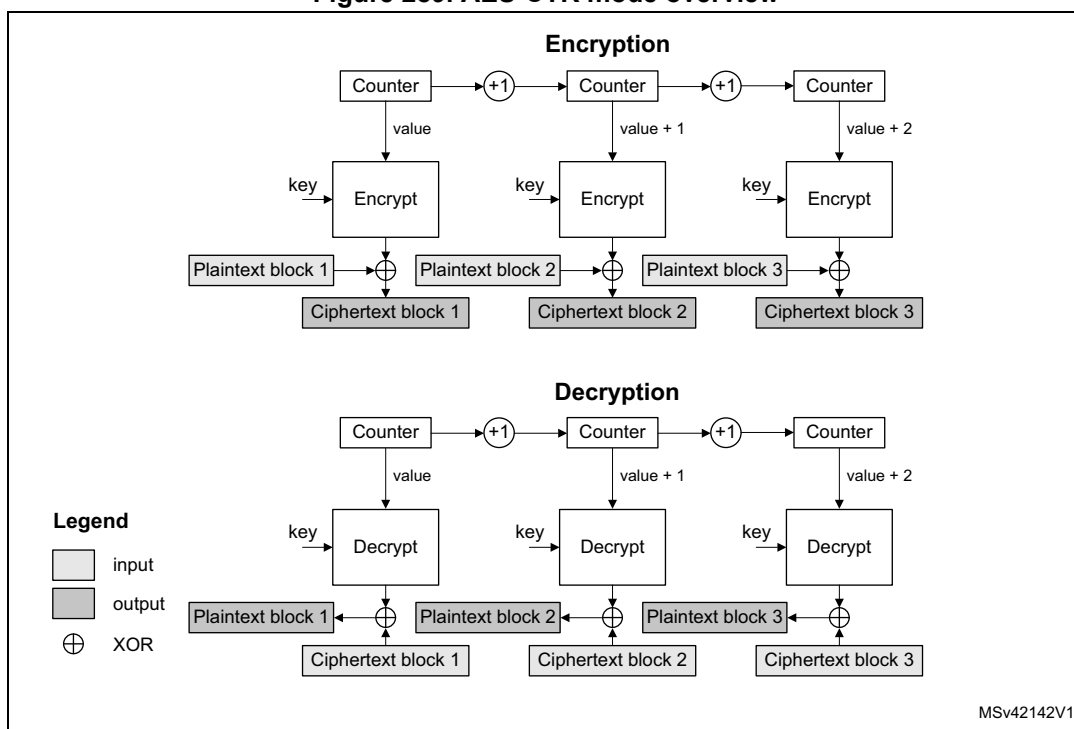 Figure AES-CTR mode overview
Encryption
Counter +1 Counter +1 Counter
value value + 1 value + 2
key key key
Encrypt Encrypt Encrypt
Plaintext block 1 Plaintext block 2 Plaintext block 3
Ciphertext block 1 Ciphertext block 2 Ciphertext block 3
Decryption
Counter +1 Counter +1 Counter
value value + 1 value + 2
Legend
key key key
Decrypt Decrypt Decrypt
input
output
Plaintext block 1 Plaintext block 2 Plaintext block 3
XOR
Ciphertext block 1 Ciphertext block 2 Ciphertext block 3
MSv42142V1